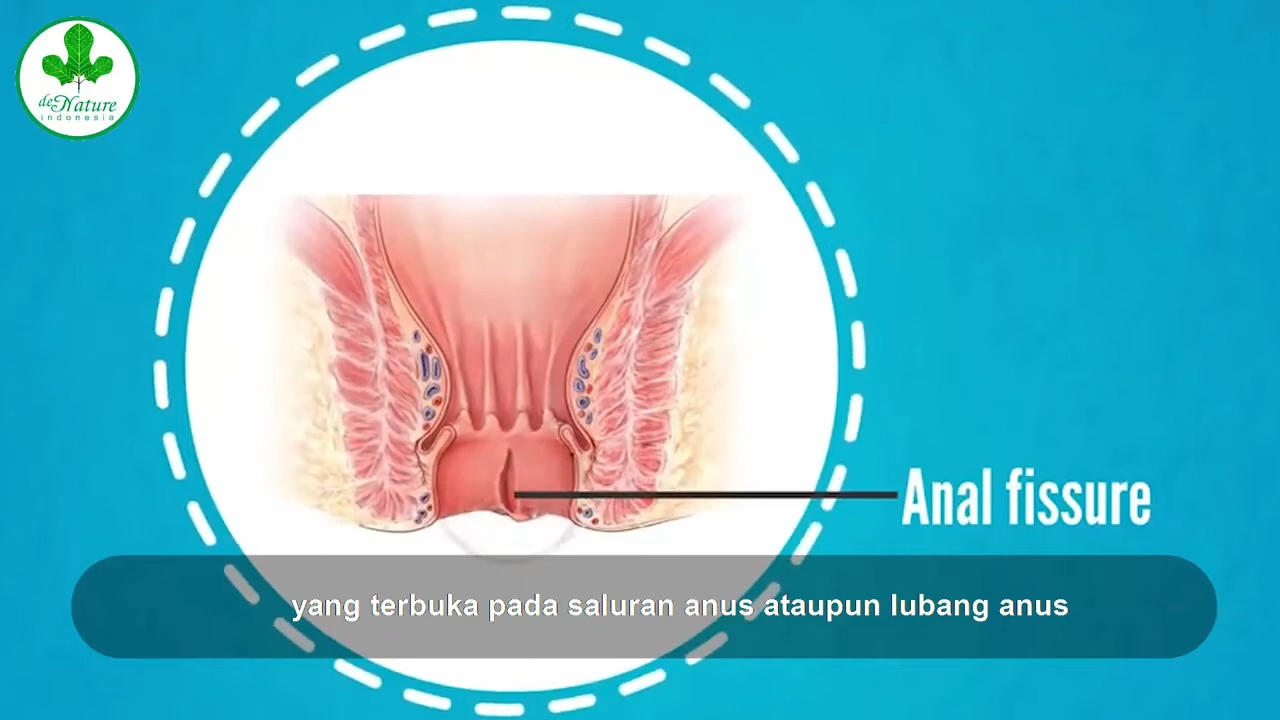 deNature
indonesia
Anal fissure
yang terbuka pada saluran anus ataupun lubang anus